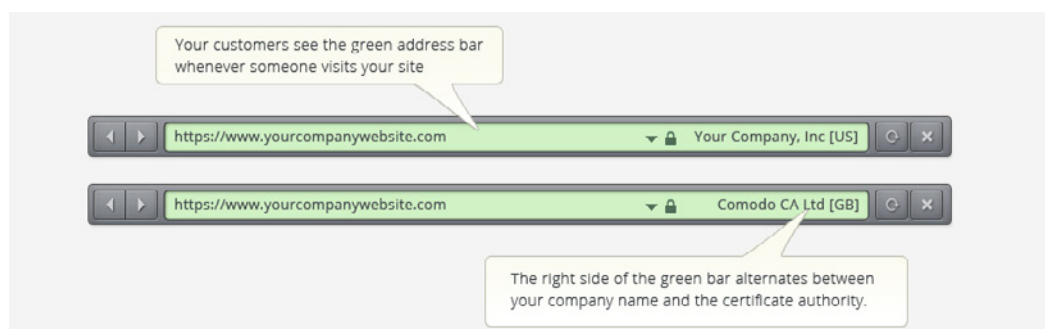 Your customers see the green address bar
whenever someone visits your site
https://www.yourcompanywebsite.com
Your Company, Inc [US]
https://www.yourcompanywebsite.com
Comodo CA Ltd [GB]
The right side of the green bar alternates between
your company name and the certificate authority.